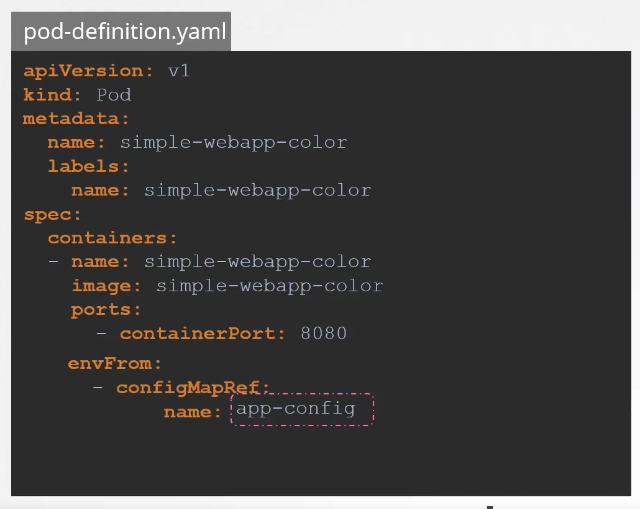 pod-definition.yaml
apiVersion: v1
kind: Pod
metadata:
  name: simple-webapp-color
  labels:
    name: simple-webapp-color
spec:
  containers:
  - name: simple-webapp-color
    image: simple-webapp-color
    ports:
      - containerPort: 8080
    envFrom:
      - configMapRef:
            name: app-config